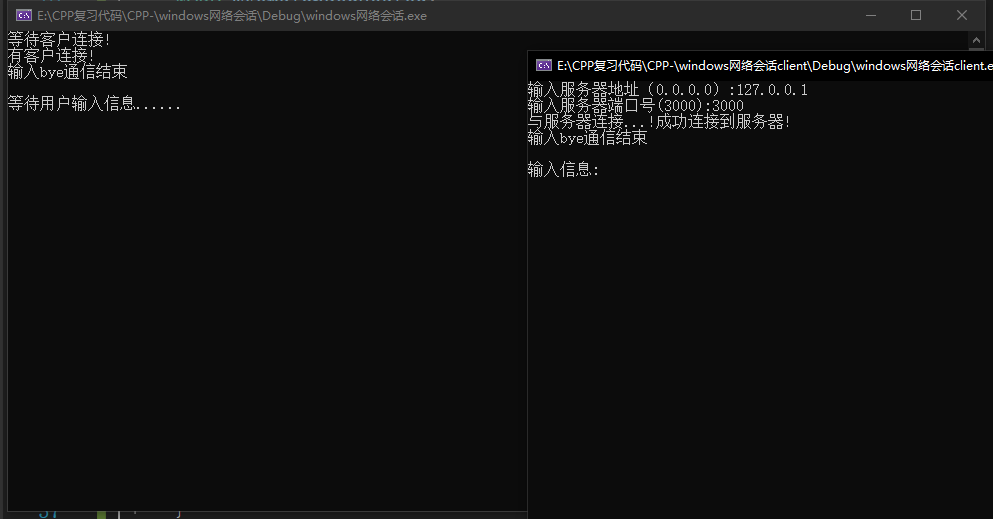 E:\CPP复习代码\CPP-\windows网络会话\Debug\windows网络会话.exe
等待客户连接!
有客户连接!
输入bye通信结束
等待用户输入信息......
E:\CPP复习代码\CPP-\windows网络会话client\Debug\windows网络会话client.e
输入服务器地址（0.0.0.0）:127.0.0.1
输入服务器端口号(3000):3000
与服务器连接...!成功连接到服务器!
输入bye通信结束
输入信息: